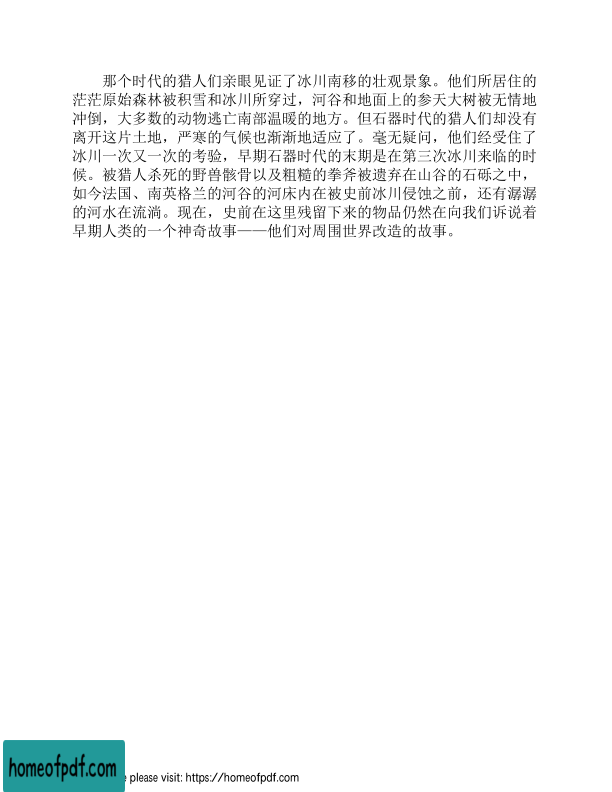 那个时代的猎人们亲眼见证了冰川南移的壮观景象。他们所居住的
茫茫原始森林被积雪和冰川所穿过，河谷和地面上的参天大树被无情地
冲倒，大多数的动物逃亡南部温暖的地方。但石器时代的猎人们却没有
离开这片土地，严寒的气候也渐渐地适应了。毫无疑问，他们经受住了
冰川一次又一次的考验，早期石器时代的末期是在第三次冰川来临的时
候。被猎人杀死的野兽骸骨以及粗糙的拳斧被遗弃在山谷的石砾之中，
如今法国、南英格兰的河谷的河床内在被史前冰川侵蚀之前，还有潺潺
的河水在流淌。现在，史前在这里残留下来的物品仍然在向我们诉说着
早期人类的一个神奇故事——他们对周围世界改造的故事。
homeofpdf.com
please visit: https://homeofpdf.com